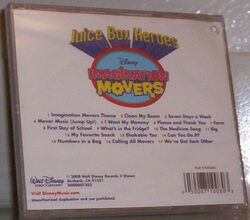 Juice Box Heroes
Disney
IMAGINATION
MOVERS
1 Imagination Movers Theme 2 Clean My Room 3 Seven Days a Week
4 Mover Music (Jump Up!) 5 I Want My Mommy 6 Please and Thank You 7 Farm
8 First Day of School 9 What's in the Fridge? 10 The Medicine Song 11 Big
12 My Favorite Snack 13 Shakable You 14 Can You Do It?
15 Numbers in a Bag 16 Calling All Movers 17 We've Got Each Other
WALT DISNEY
RECORDS
© 2008 Walt Disney Records © Disney
Burbank, CA 91521
Visit DisneyMusic.com
Unauthorized duplication and use prohibited.